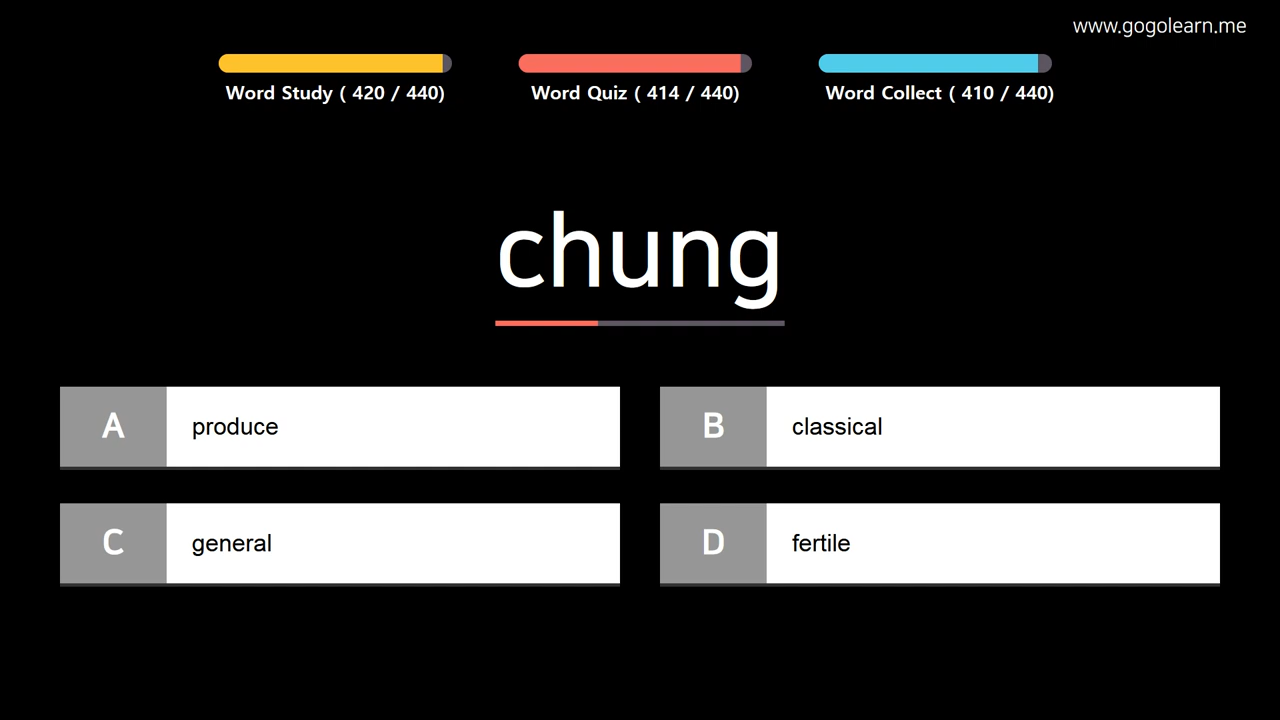 www.gogolearn.me
Word Study ( 420 / 440)
Word Quiz ( 414 / 440)
Word Collect ( 410 / 440)
chung
A produce
B classical
C general
D fertile